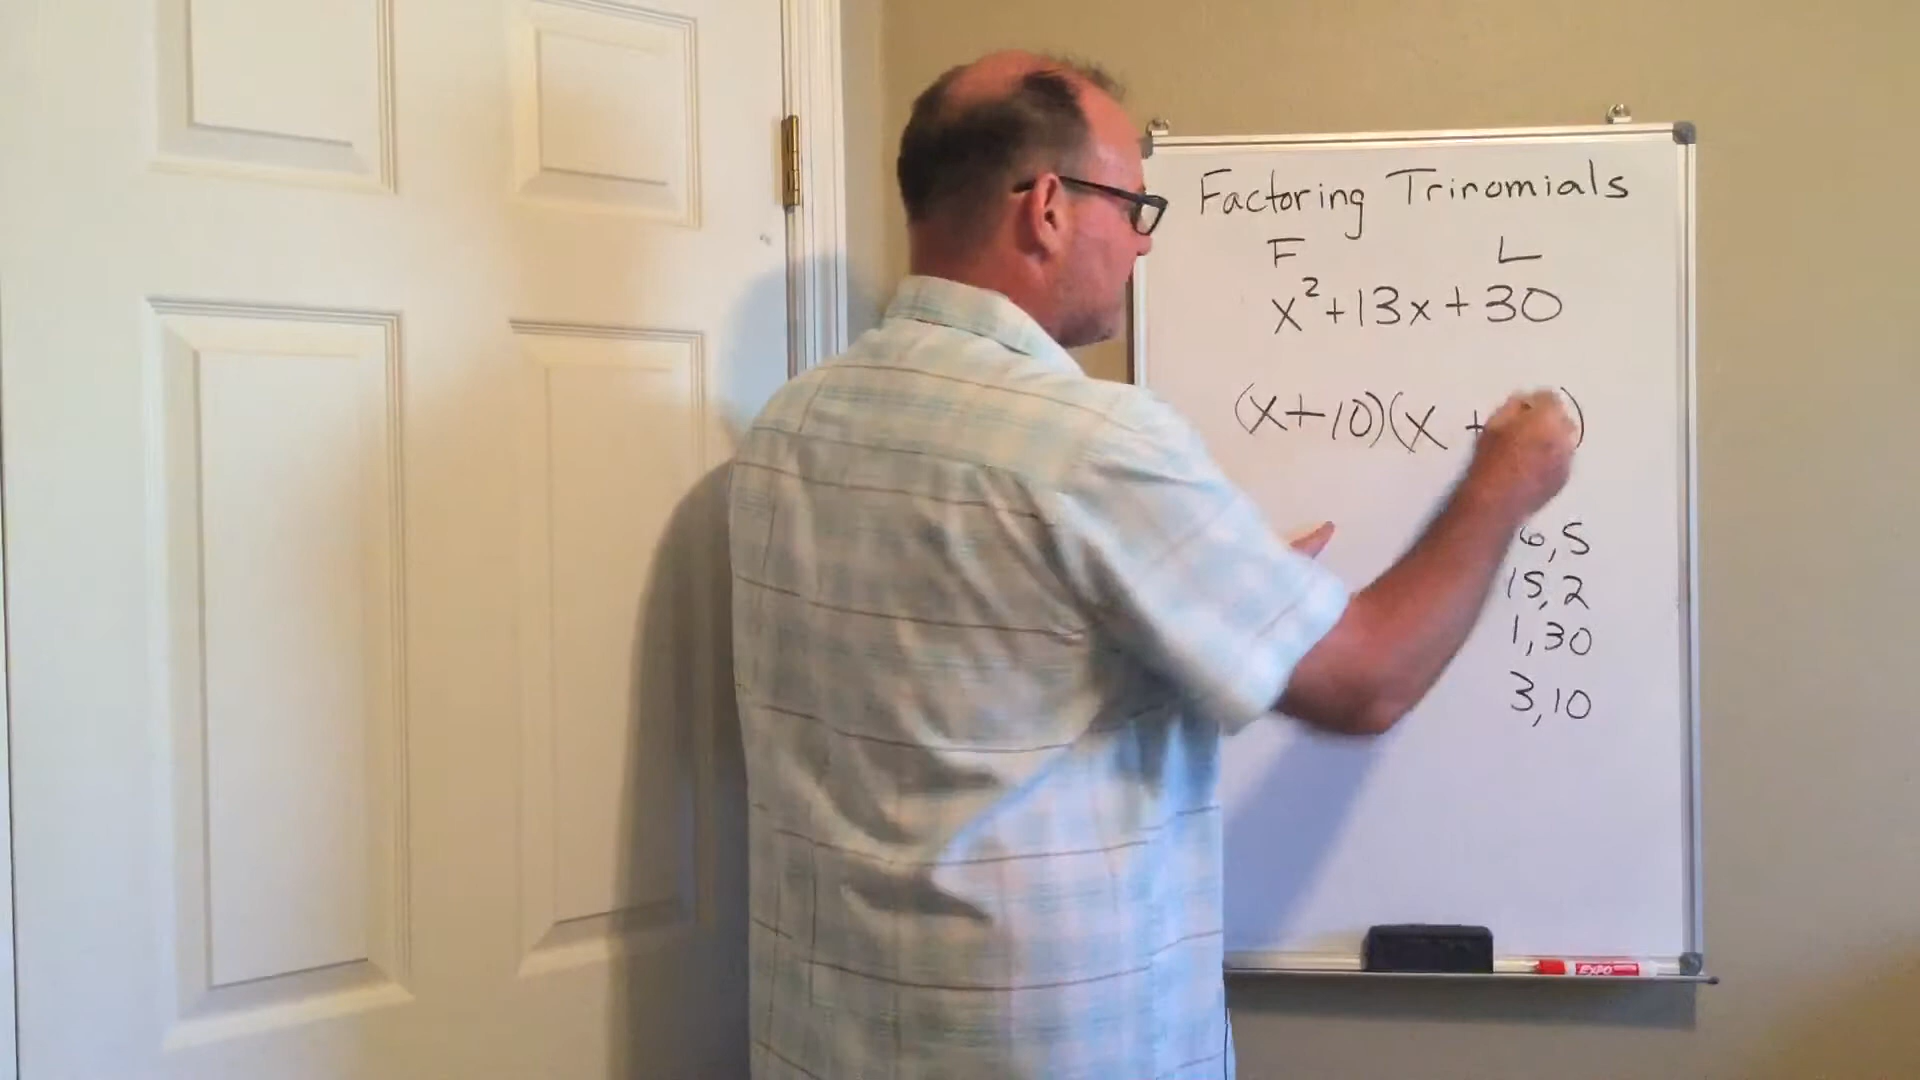 Factoring Trinomials
F L
x²+13x+30
(x+10)(x + )
6,5
15,2
1,30
3,10
EXPO